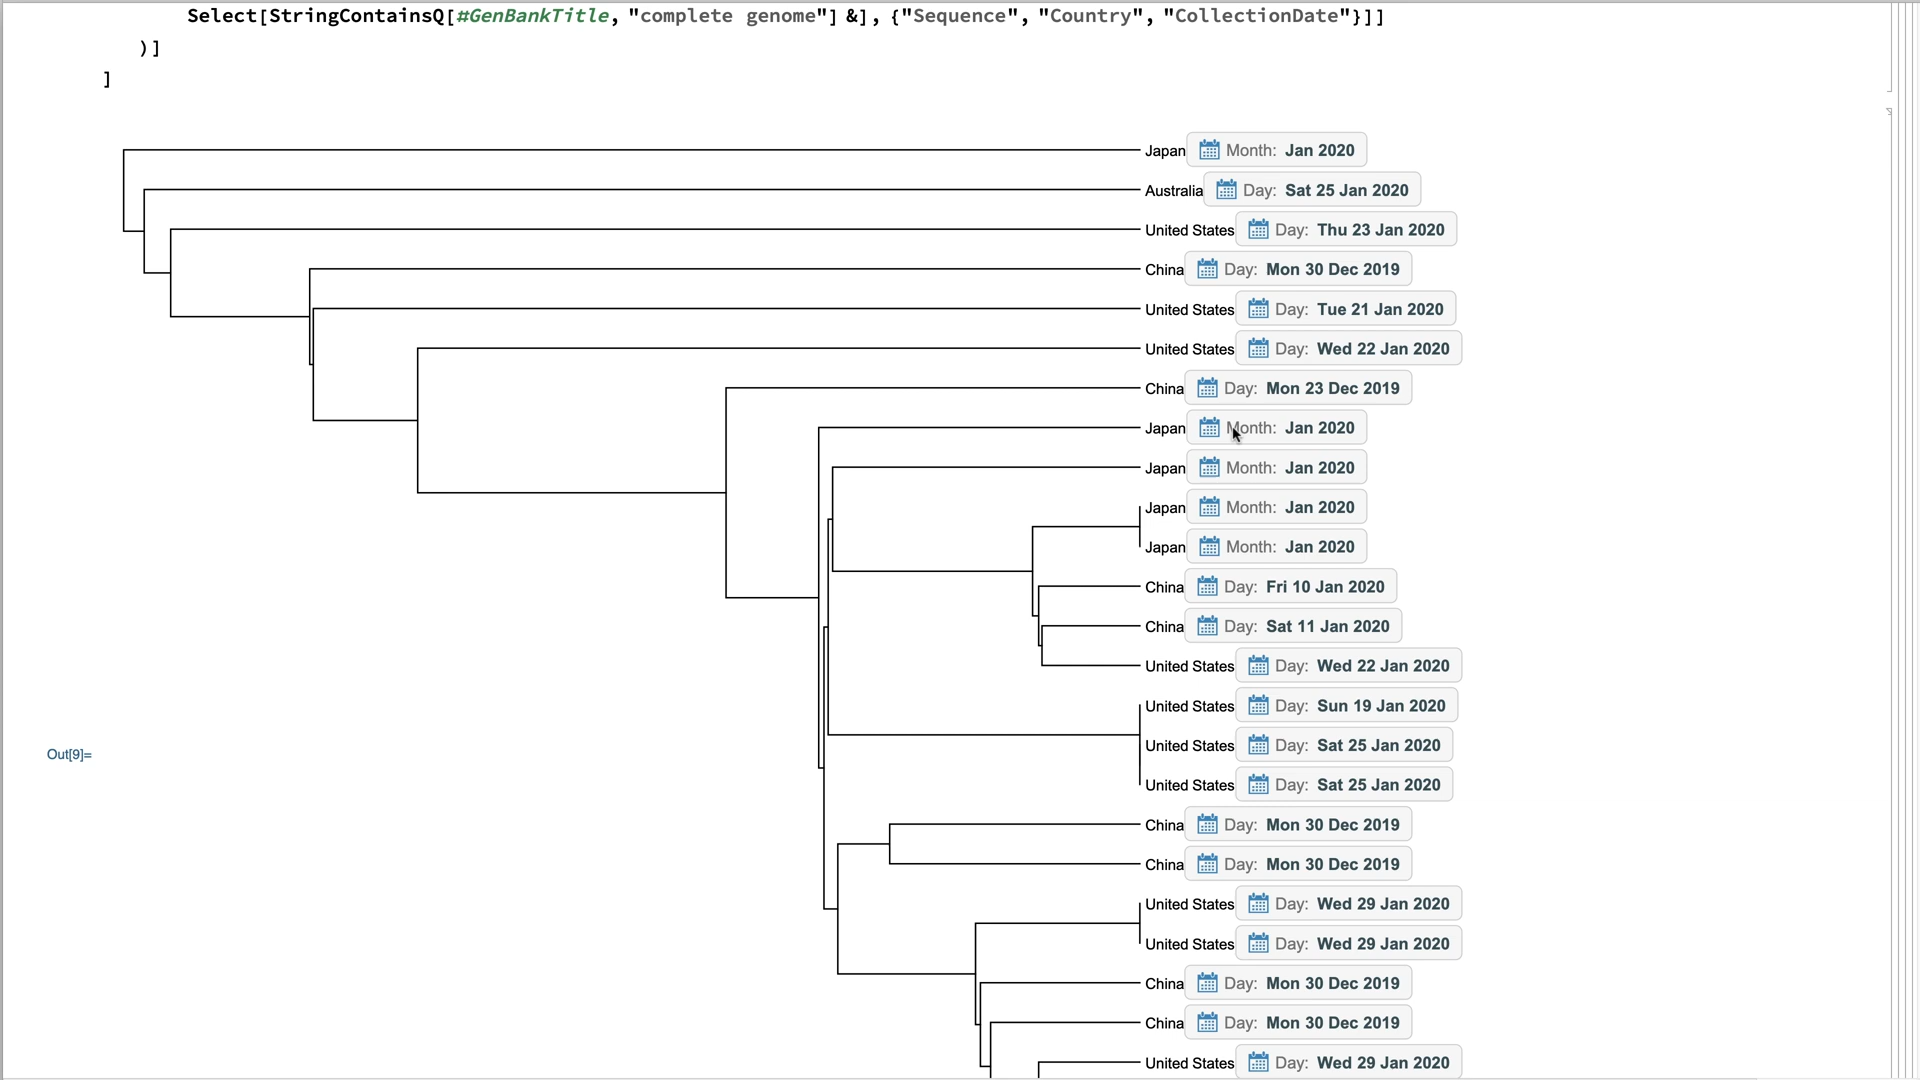 Select[StringContainsQ[#GenBankTitle, "complete genome"] &], {"Sequence", "Country", "CollectionDate"}]]
)]
]
Japan Month: Jan 2020
Australia Day: Sat 25 Jan 2020
United States Day: Thu 23 Jan 2020
China Day: Mon 30 Dec 2019
United States Day: Tue 21 Jan 2020
United States Day: Wed 22 Jan 2020
China Day: Mon 23 Dec 2019
Japan Month: Jan 2020
Japan Month: Jan 2020
Japan Month: Jan 2020
Japan Month: Jan 2020
China Day: Fri 10 Jan 2020
China Day: Sat 11 Jan 2020
United States Day: Wed 22 Jan 2020
United States Day: Sun 19 Jan 2020
United States Day: Sat 25 Jan 2020
Out[9]=
United States Day: Sat 25 Jan 2020
China Day: Mon 30 Dec 2019
China Day: Mon 30 Dec 2019
United States Day: Wed 29 Jan 2020
United States Day: Wed 29 Jan 2020
China Day: Mon 30 Dec 2019
China Day: Mon 30 Dec 2019
United States Day: Wed 29 Jan 2020